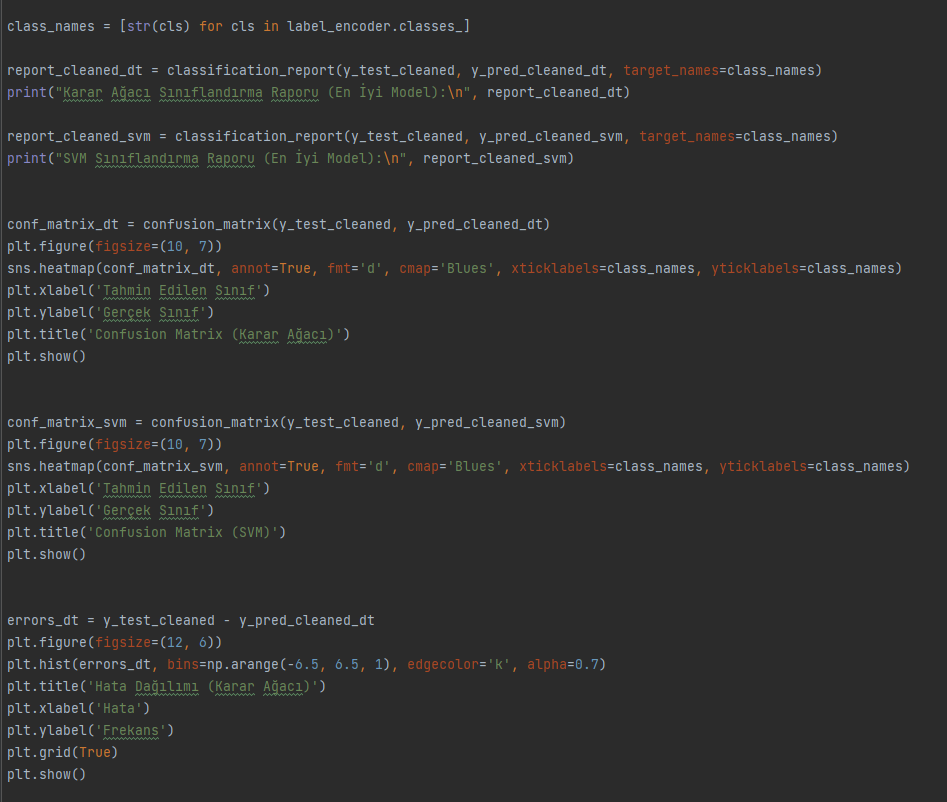 class_names = [str(cls) for cls in label_encoder.classes_]
report_cleaned_dt = classification_report(y_test_cleaned, y_pred_cleaned_dt, target_names=class_names)
print("Karar Ağacı Sınıflandırma Raporu (En İyi Model):\n", report_cleaned_dt)
report_cleaned_svm = classification_report(y_test_cleaned, y_pred_cleaned_svm, target_names=class_names)
print("SVM Sınıflandırma Raporu (En İyi Model):\n", report_cleaned_svm)
conf_matrix_dt = confusion_matrix(y_test_cleaned, y_pred_cleaned_dt)
plt.figure(figsize=(10, 7))
sns.heatmap(conf_matrix_dt, annot=True, fmt='d', cmap='Blues', xticklabels=class_names, yticklabels=class_names)
plt.xlabel('Tahmin Edilen Sınıf')
plt.ylabel('Gerçek Sınıf')
plt.title('Confusion Matrix (Karar Ağacı)')
plt.show()
conf_matrix_svm = confusion_matrix(y_test_cleaned, y_pred_cleaned_svm)
plt.figure(figsize=(10, 7))
sns.heatmap(conf_matrix_svm, annot=True, fmt='d', cmap='Blues', xticklabels=class_names, yticklabels=class_names)
plt.xlabel('Tahmin Edilen Sınıf')
plt.ylabel('Gerçek Sınıf')
plt.title('Confusion Matrix (SVM)')
plt.show()
errors_dt = y_test_cleaned - y_pred_cleaned_dt
plt.figure(figsize=(12, 6))
plt.hist(errors_dt, bins=np.arange(-6.5, 6.5, 1), edgecolor='k', alpha=0.7)
plt.title('Hata Dağılımı (Karar Ağacı)')
plt.xlabel('Hata')
plt.ylabel('Frekans')
plt.grid(True)
plt.show()